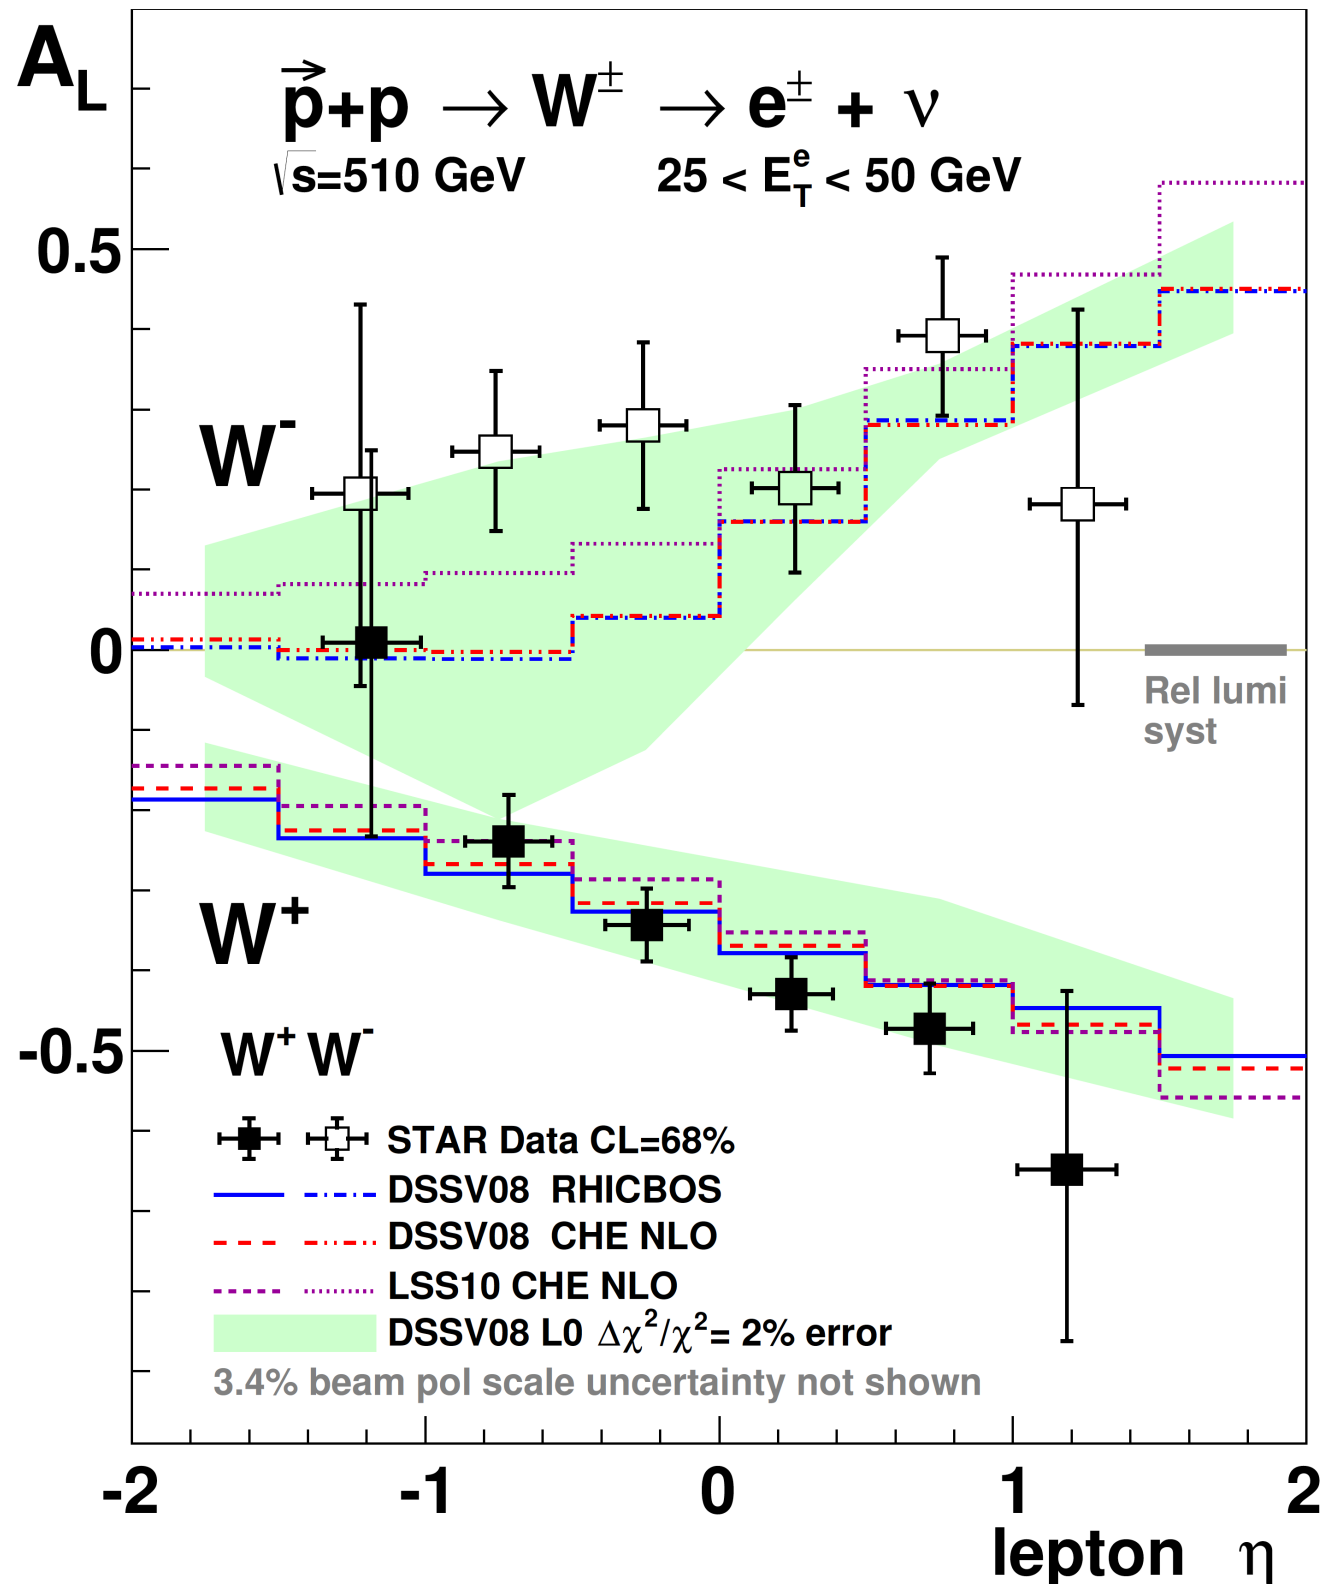 A_L
p⃗+p → W^± → e^± + ν
√s=510 GeV 25 < E_T^e < 50 GeV
0.5
W^-
0
Rel lumi
syst
W^+
-0.5
W^+ W^-
STAR Data CL=68%
DSSV08 RHICBOS
DSSV08 CHE NLO
LSS10 CHE NLO
DSSV08 L0 Δχ²/χ²= 2% error
3.4% beam pol scale uncertainty not shown
-2 -1 0 1 2
lepton η